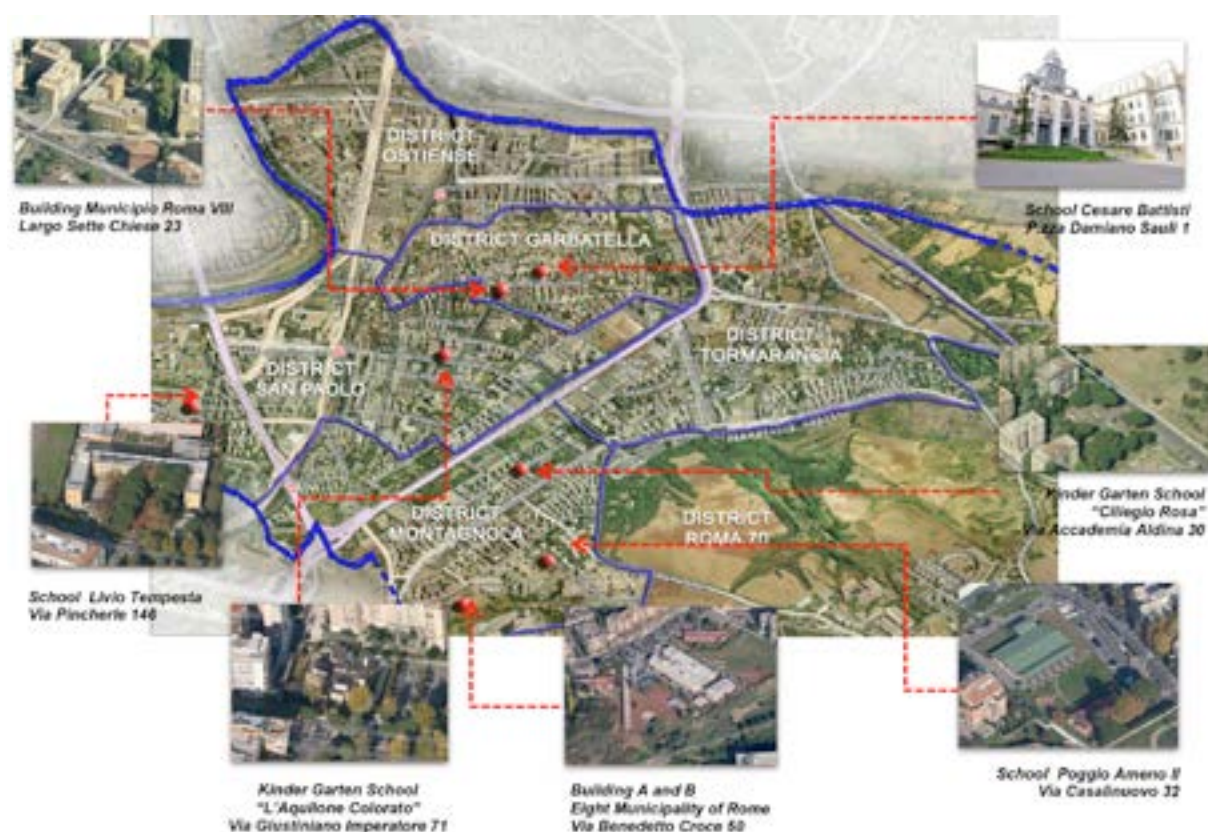 Building Municipio Roma VIII
Largo Sette Chiese 23
DISTRICT
OSTIENSE
School Cesare Battisti
P.zza Damiano Sauli 1
DISTRICT GARBATELLA
DISTRICT
TORMARANCIA
DISTRICT
SAN PAOLO
Kinder Garten School
"Ciliegio Rosa"
Via Accademia Aldina 30
DISTRICT
MONTAGNOLA
DISTRICT
ROMA 70
School Livio Tempesta
Via Pincherle 146
Kinder Garten School
"L'Aquilone Colorato"
Via Giustiniano Imperatore 71
Building A and B
Eight Municipality of Rome
Via Benedetto Croce 50
School Poggio Ameno II
Via Casalinuovo 32